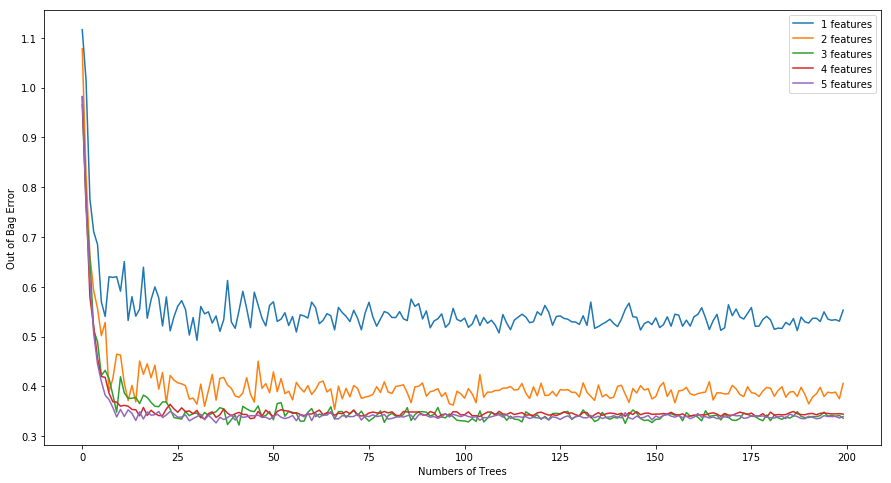 1 features
2 features
3 features
4 features
5 features
1.1
1.0
0.9
0.8
0.7
0.6
0.5
0.4
0.3
Out of Bag Error
0 25 50 75 100 125 150 175 200
Numbers of Trees